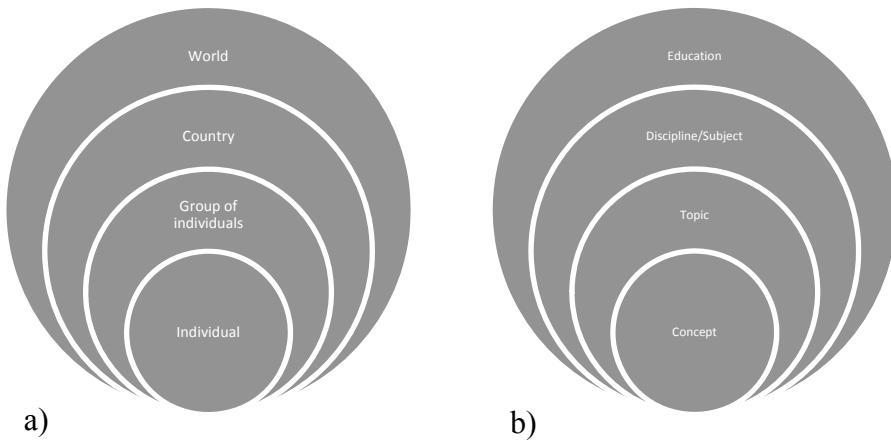 World
Country
Group of
individuals
Individual
a)
Education
Discipline/Subject
Topic
Concept
b)